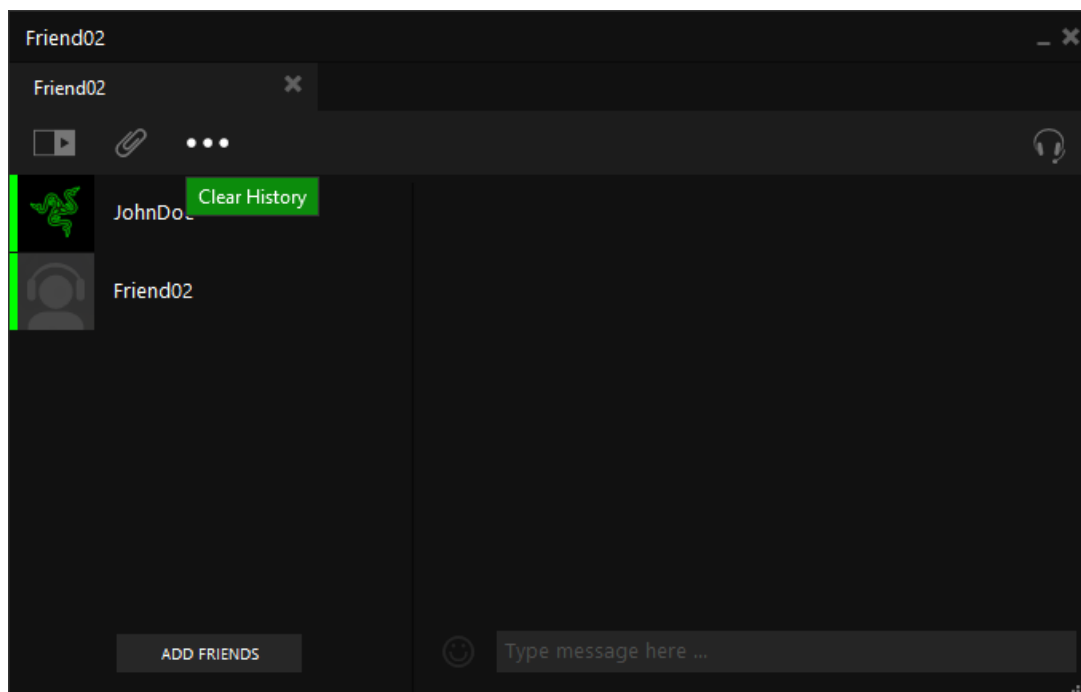 Friend02
Friend02
Clear History
JohnDo
Friend02
ADD FRIENDS
Type message here ...